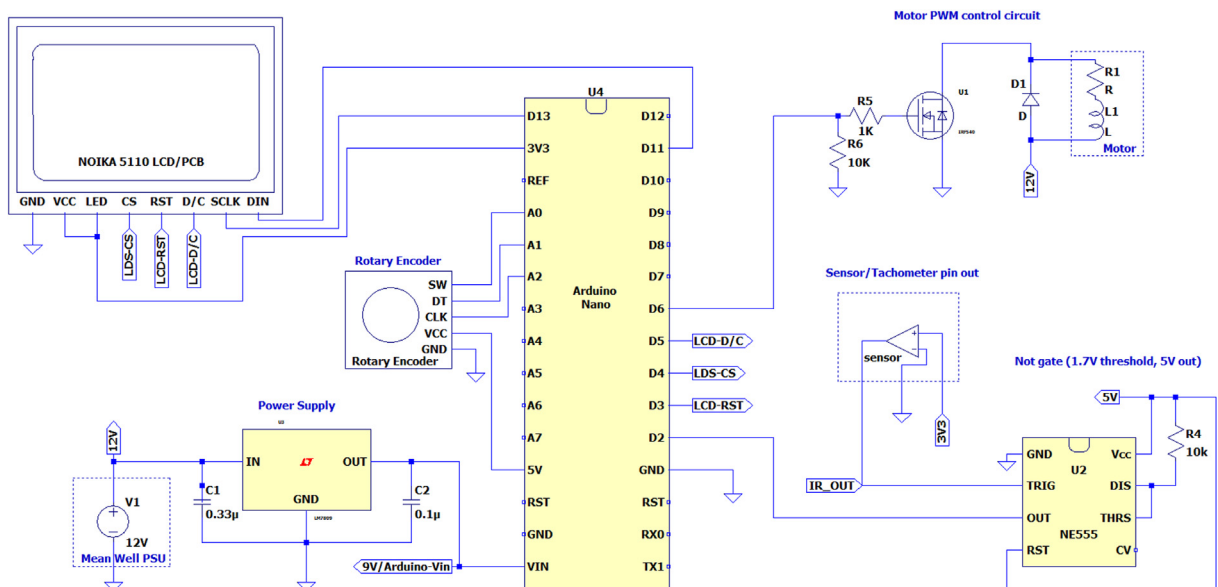 Motor PWM control circuit
NOIKA 5110 LCD/PCB
GND VCC LED CS RST D/C SCLK DIN
LDS-CS
LCD-RST
LCD-D/C
U4
D13 D12
3V3 D11
REF D10
A0 D9
A1 D8
A2 D7
A3 D6
A4 D5
A5 D4
A6 D3
A7 D2
5V GND
RST RST
GND RX0
VIN TX1
Arduino
Nano
LCD-D/C
LDS-CS
LCD-RST
Rotary Encoder
SW
DT
CLK
VCC
GND
Rotary Encoder
R5
1K
R6
10K
U1
D1
D
R1
R
L1
L
Motor
12V
Sensor/Tachometer pin out
sensor
3V3
IR_OUT
Not gate (1.7V threshold, 5V out)
5V
R4
10k
GND Vcc
U2
TRIG DIS
OUT THRS
NE555
RST CV
Power Supply
12V
V1
12V
Mean Well PSU
C1
0.33µ
IN OUT
GND
LM7809
C2
0.1µ
9V/Arduino-Vin